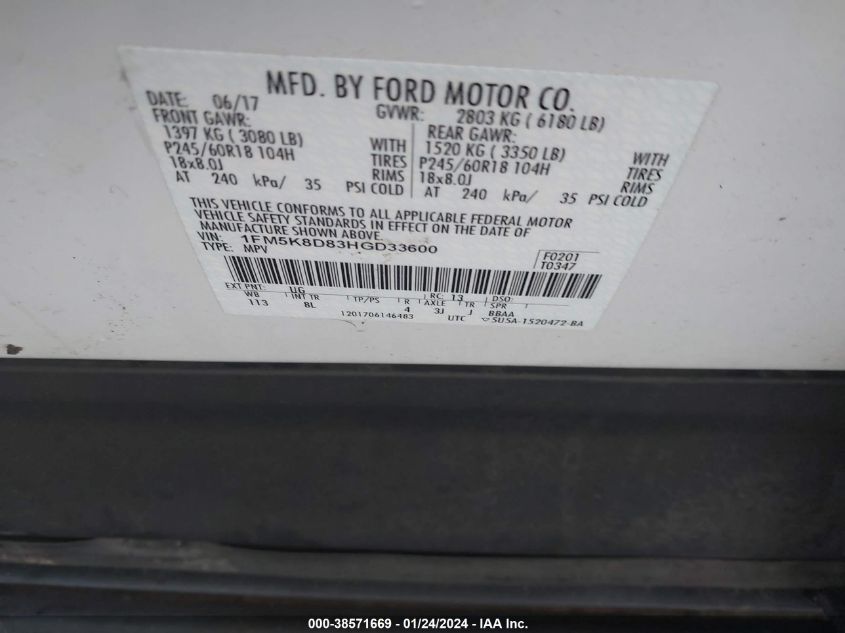 MFD. BY FORD MOTOR CO.
DATE: 06/17 GVWR: 2803 KG ( 6180 LB)
FRONT GAWR: REAR GAWR:
1397 KG ( 3080 LB) WITH 1520 KG ( 3350 LB) WITH
P245/60R18 104H TIRES P245/60R18 104H TIRES
18x8.0J RIMS 18x8.0J RIMS
AT 240 kPa/ 35 PSI COLD AT 240 kPa/ 35 PSI COLD
THIS VEHICLE CONFORMS TO ALL APPLICABLE FEDERAL MOTOR
VEHICLE SAFETY STANDARDS IN EFFECT ON THE DATE OF
MANUFACTURE SHOWN ABOVE.
VIN: 1FM5K8D83HGD33600 F0201
TYPE: MPV T0347
EXT PNT: UG RC: 13 DSO:
WB INT TR TP/PS R AXLE TR SPR
113 8L 4 3J J BBAA
1201706146483 UTC SU5A-1520472-BA
000-38571669 - 01/24/2024 - IAA Inc.